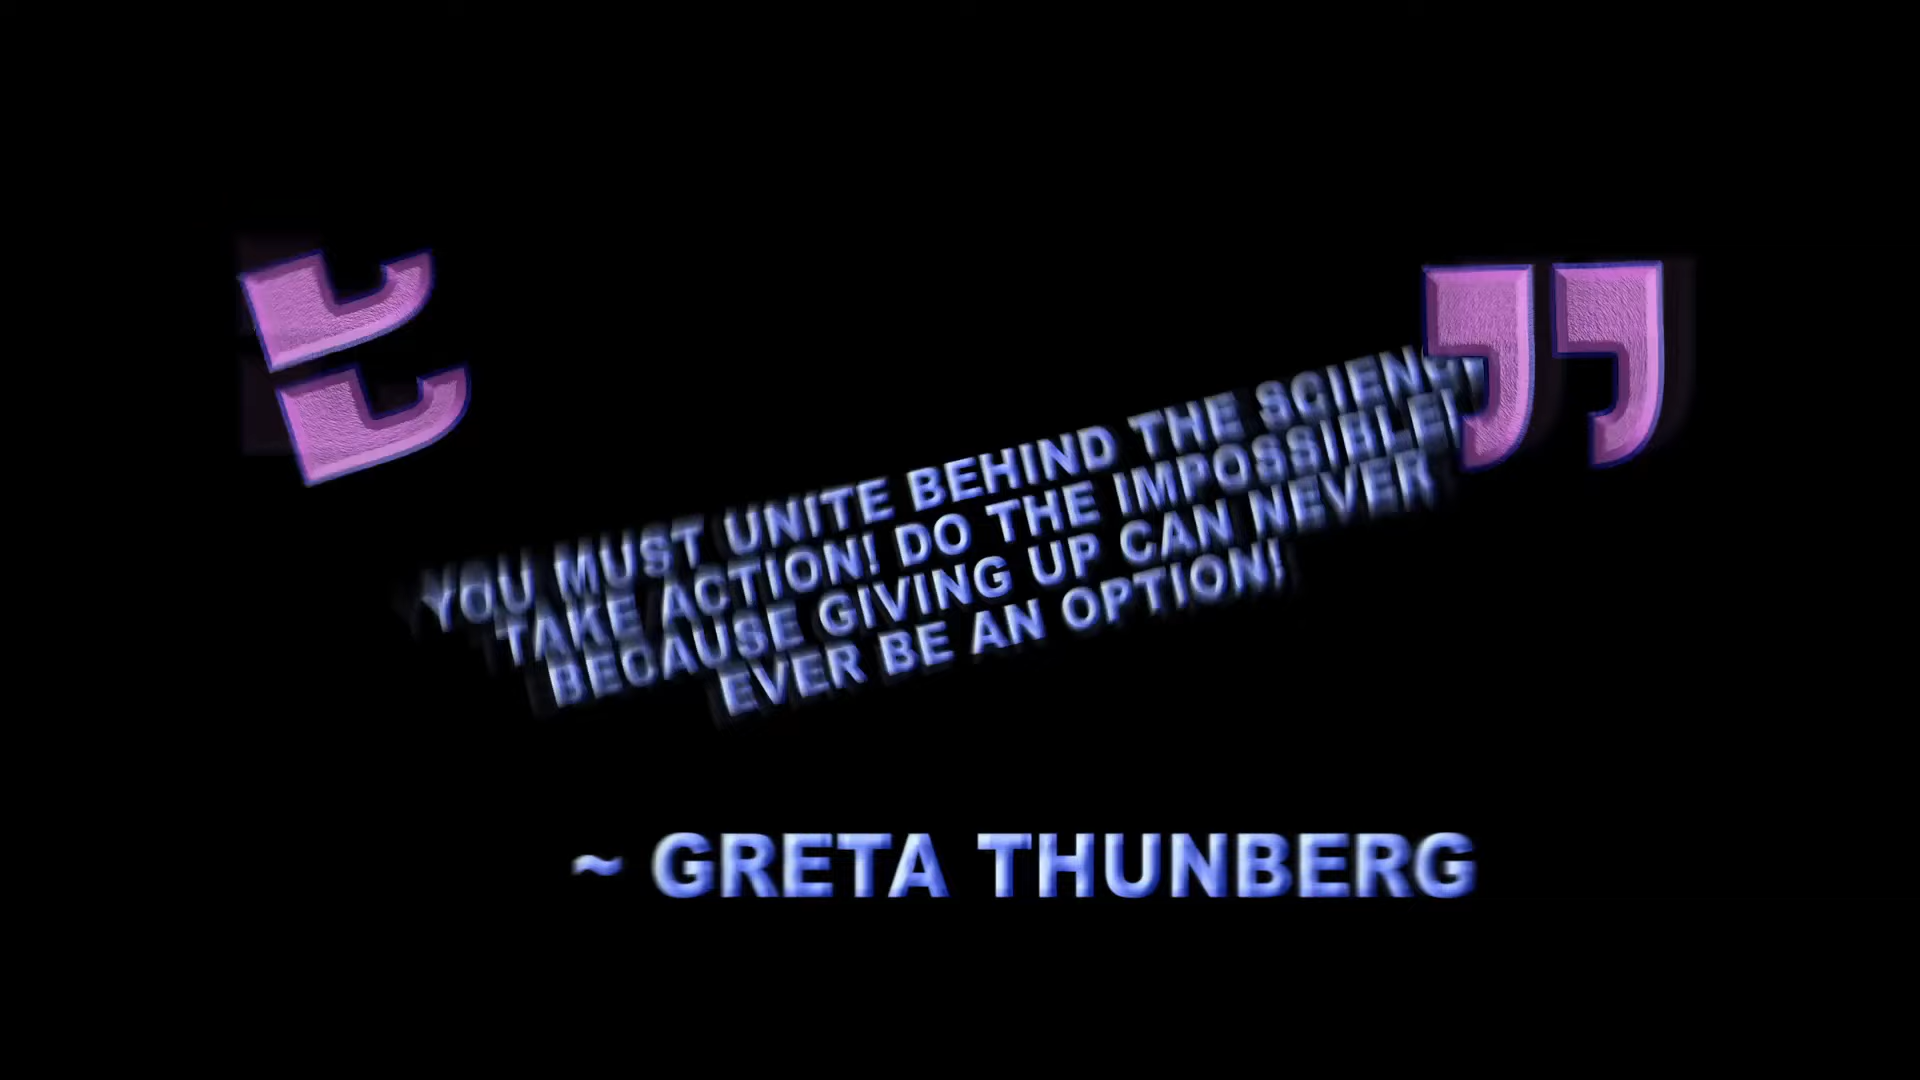 YOU MUST UNITE BEHIND THE
TAKE ACTION! DO THE IMPOSSIBLE!
BECAUSE GIVING UP CAN NEVER
EVER BE AN OPTION!
~ GRETA THUNBERG